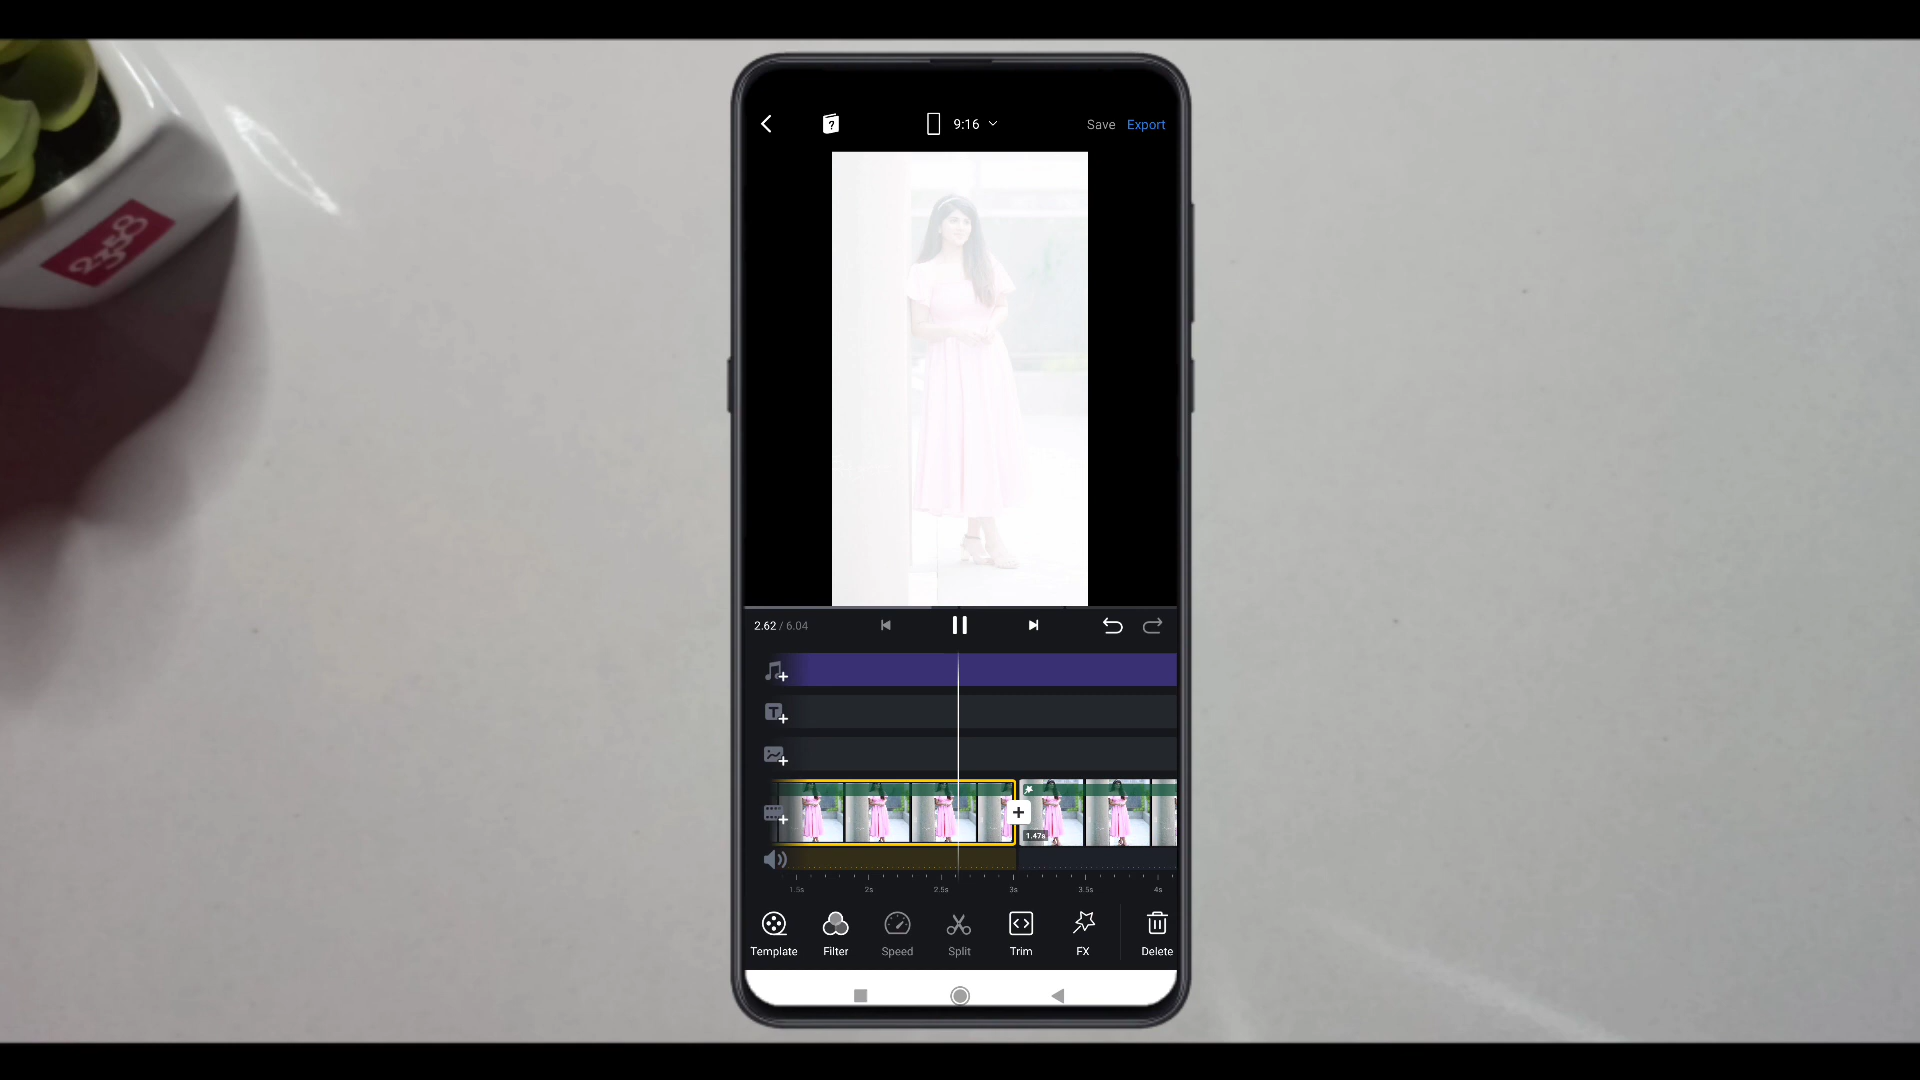 9:16
Save Export
2350
2.62 / 6.04
T
1.47s
1.5s 2s 2.5s 3s 3.5s 4s
Template Filter Speed Split Trim FX Delete